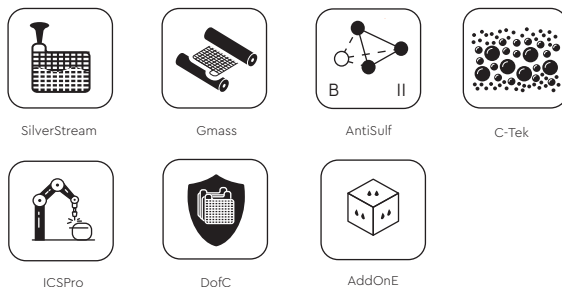 B II
SilverStream Gmass AntiSulf C-Tek
ICSPro DofC AddOnE